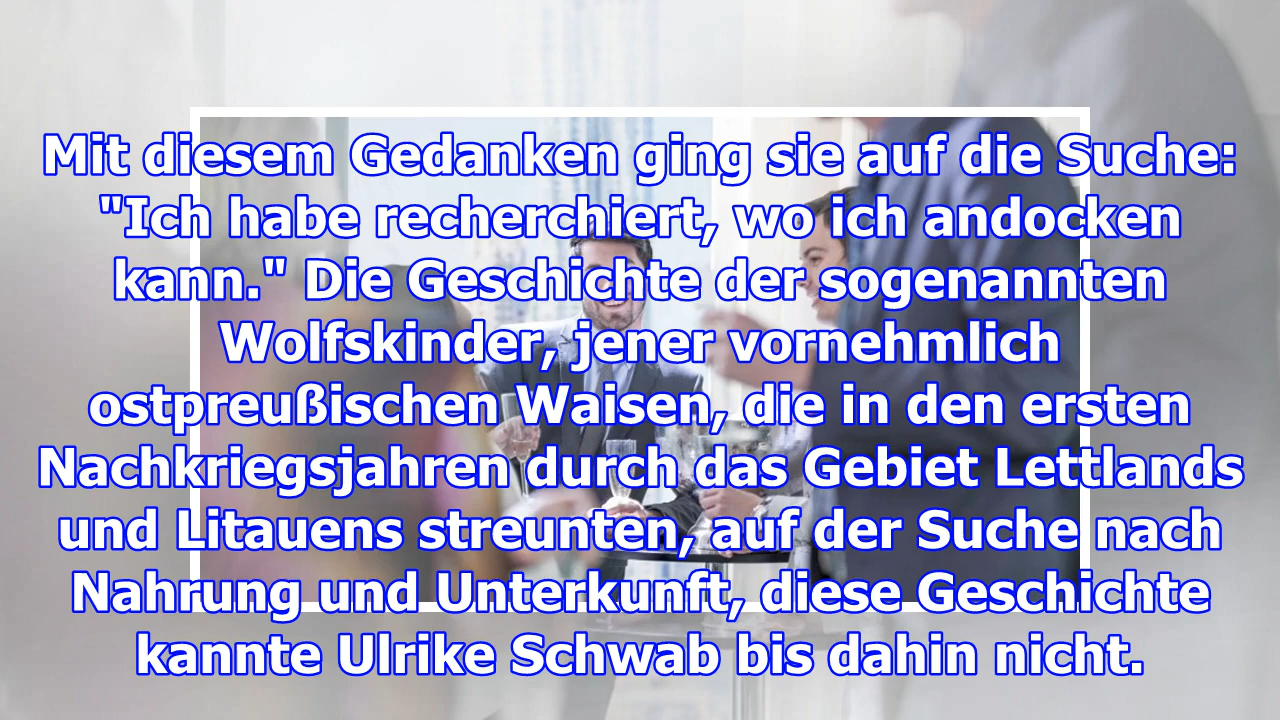 Mit diesem Gedanken ging sie auf die Suche:
"Ich habe recherchiert, wo ich andocken
kann." Die Geschichte der sogenannten
Wolfskinder, jener vornehmlich
ostpreußischen Waisen, die in den ersten
Nachkriegsjahren durch das Gebiet Lettlands
und Litauens streunten, auf der Suche nach
Nahrung und Unterkunft, diese Geschichte
kannte Ulrike Schwab bis dahin nicht.